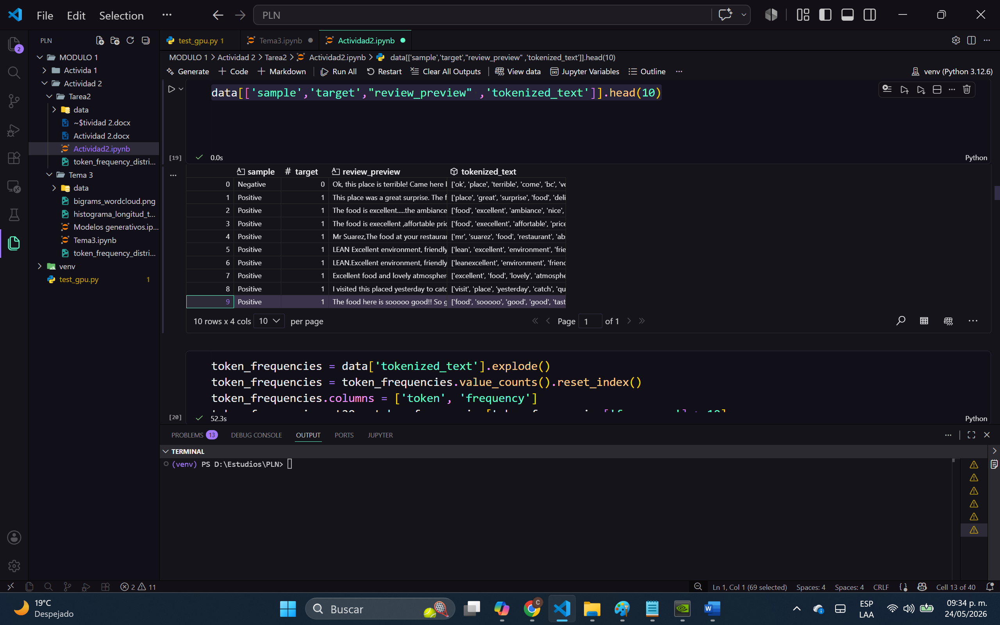 File Edit Selection ··· PLN
PLN
test_gpu.py 1 Tema3.ipynb Actividad2.ipynb
MODULO 1 > Actividad 2 > Tarea2 > Actividad2.ipynb > data[['sample','target',"review_preview" ,'tokenized_text']].head(10)
Generate + Code + Markdown Run All Restart Clear All Outputs View data Jupyter Variables Outline ··· venv (Python 3.12.6)
2
MODULO 1
Activida 1
Actividad 2
Tarea2
data
~$tividad 2.docx
Actividad 2.docx
Actividad2.ipynb
token_frequency_distri...
Tema 3
data
bigrams_wordcloud.png
histograma_longitud_t...
Modelos generativos.ip...
Tema3.ipynb
token_frequency_distri...
venv
test_gpu.py 1
data[['sample','target',"review_preview" ,'tokenized_text']].head(10)
[19] 0.0s Python
sample # target review_preview tokenized_text
0 Negative 0 Ok, this place is terrible! Came here ['ok', 'place', 'terrible', 'come', 'bc', 've
1 Positive 1 This place was a great surprise. The f ['place', 'great', 'surprise', 'food', 'deli
2 Positive 1 The food is excellent.....the ambiance ['food', 'excellent', 'ambiance', 'nice',
3 Positive 1 The food is execellent ,affortable pric ['food', 'execellent', 'affortable', 'price
4 Positive 1 Mr Suarez,The food at your restaurar ['mr', 'suarez', 'food', 'restaurant', 'ab
5 Positive 1 LEAN Excellent environment, friendly ['lean', 'excellent', 'environment', 'frie
6 Positive 1 LEAN.Excellent environment, friendly ['leanexcellent', 'environment', 'frienc
7 Positive 1 Excellent food and lovely atmospher ['excellent', 'food', 'lovely', 'atmosphe
8 Positive 1 I visited this placed yesterday to catc ['visit', 'place', 'yesterday', 'catch', 'qu
9 Positive 1 The food here is sooooo good!! So g ['food', 'sooooo', 'good', 'good', 'tast
10 rows x 4 cols 10 per page Page 1 of 1
token_frequencies = data['tokenized_text'].explode()
token_frequencies = token_frequencies.value_counts().reset_index()
token_frequencies.columns = ['token', 'frequency']
[20] 52.3s Python
PROBLEMS 13 DEBUG CONSOLE OUTPUT PORTS JUPYTER
TERMINAL
(venv) PS D:\Estudios\PLN>
2 11 Ln 1, Col 1 (69 selected) Spaces: 4 Spaces: 4 CRLF Cell 13 of 40
19°C
Despejado
Buscar
C
ESP
LAA
09:34 p. m.
24/05/2026